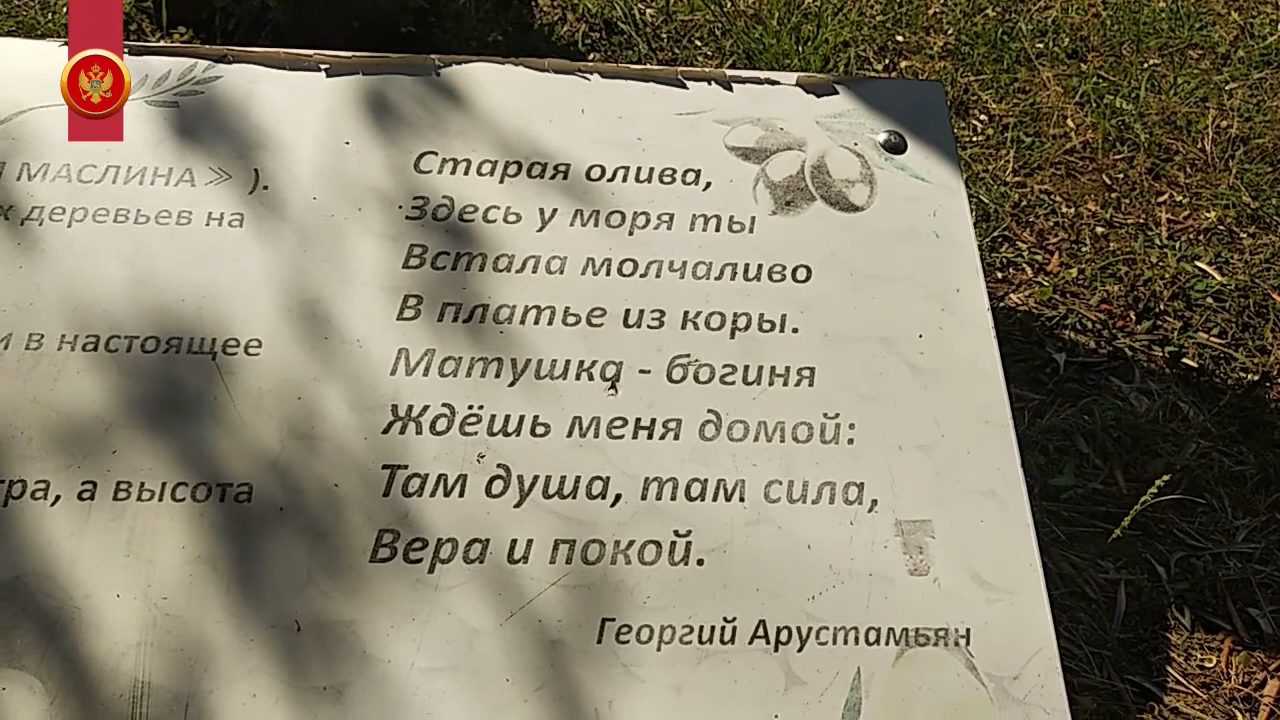 МАСЛИНА» ).
деревьев на
и в настоящее
а высота
Старая олива,
Здесь у моря ты
Встала молчаливо
В платье из коры.
Матушка - богиня
Ждёшь меня домой:
Там душа, там сила,
Вера и покой.
Георгий Арустамьян